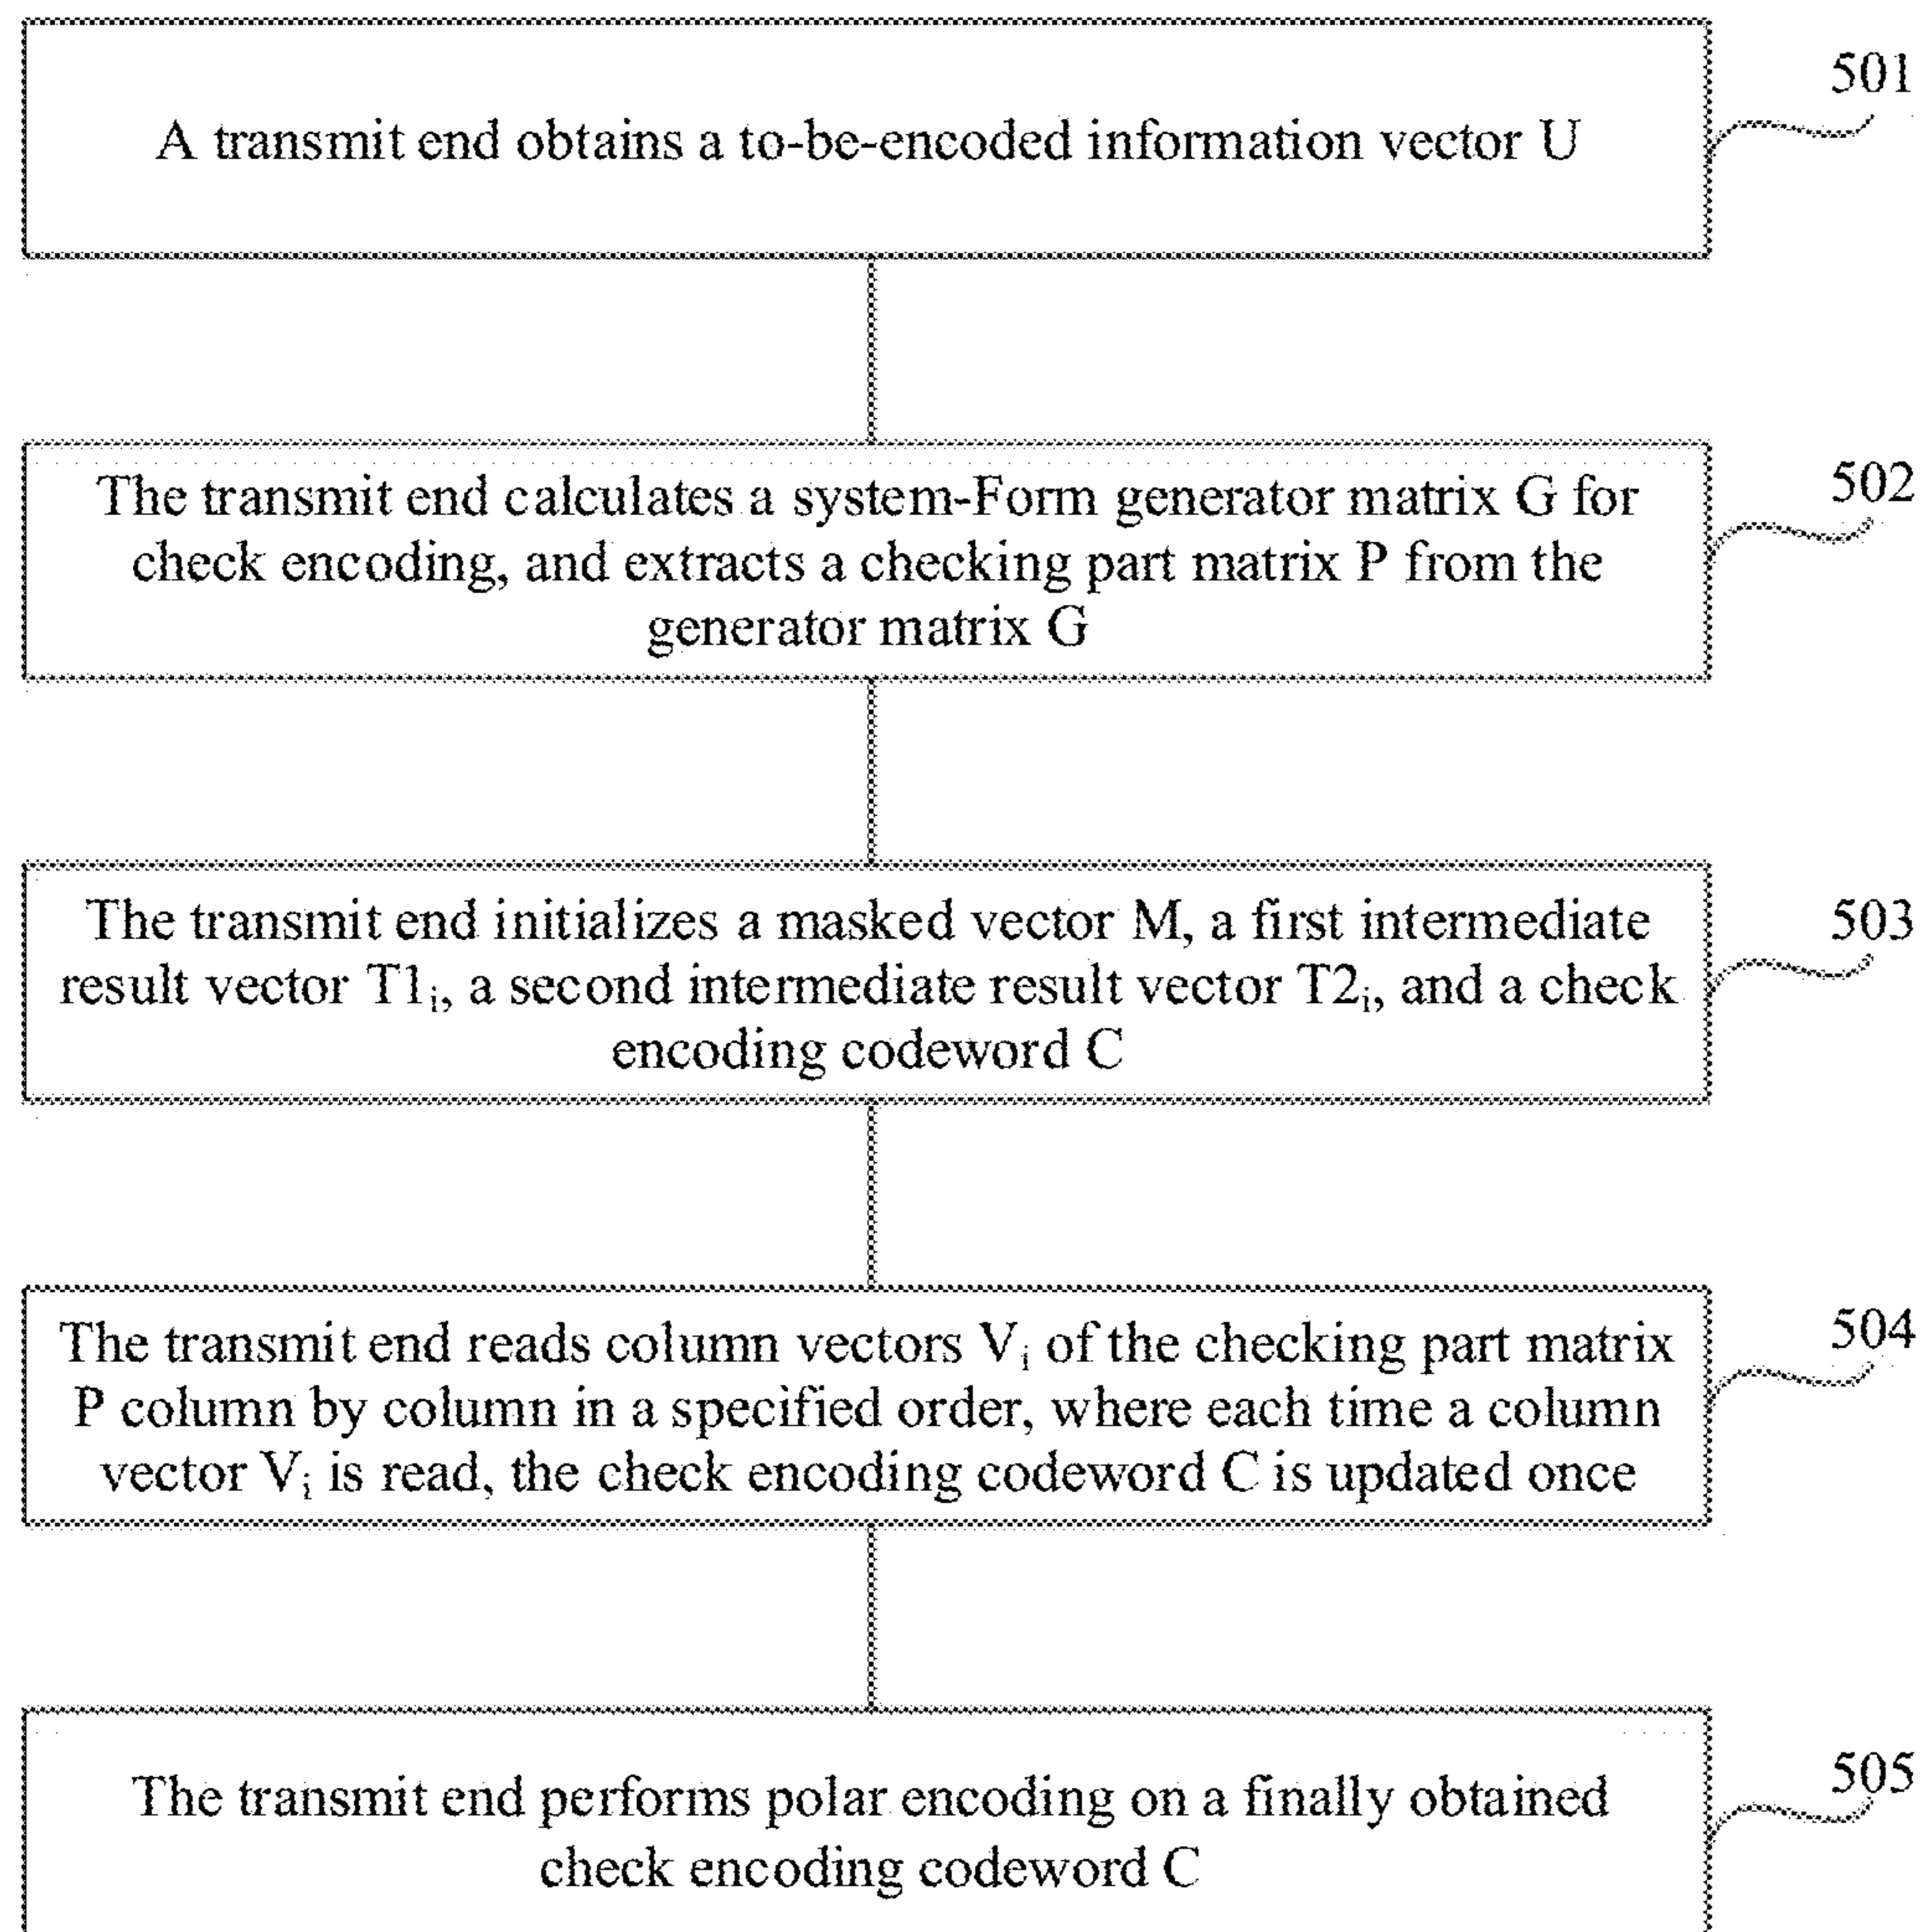 501
A transmit end obtains a to-be-encoded information vector U
502
The transmit end calculates a system-Form generator matrix G for
check encoding, and extracts a checking part matrix P from the
generator matrix G
503
The transmit end initializes a masked vector M, a first intermediate
result vector T1i, a second intermediate result vector T2i, and a check
encoding codeword C
504
The transmit end reads column vectors Vi of the checking part matrix
P column by column in a specified order, where each time a column
vector Vi is read, the check encoding codeword C is updated once
505
The transmit end performs polar encoding on a finally obtained
check encoding codeword C